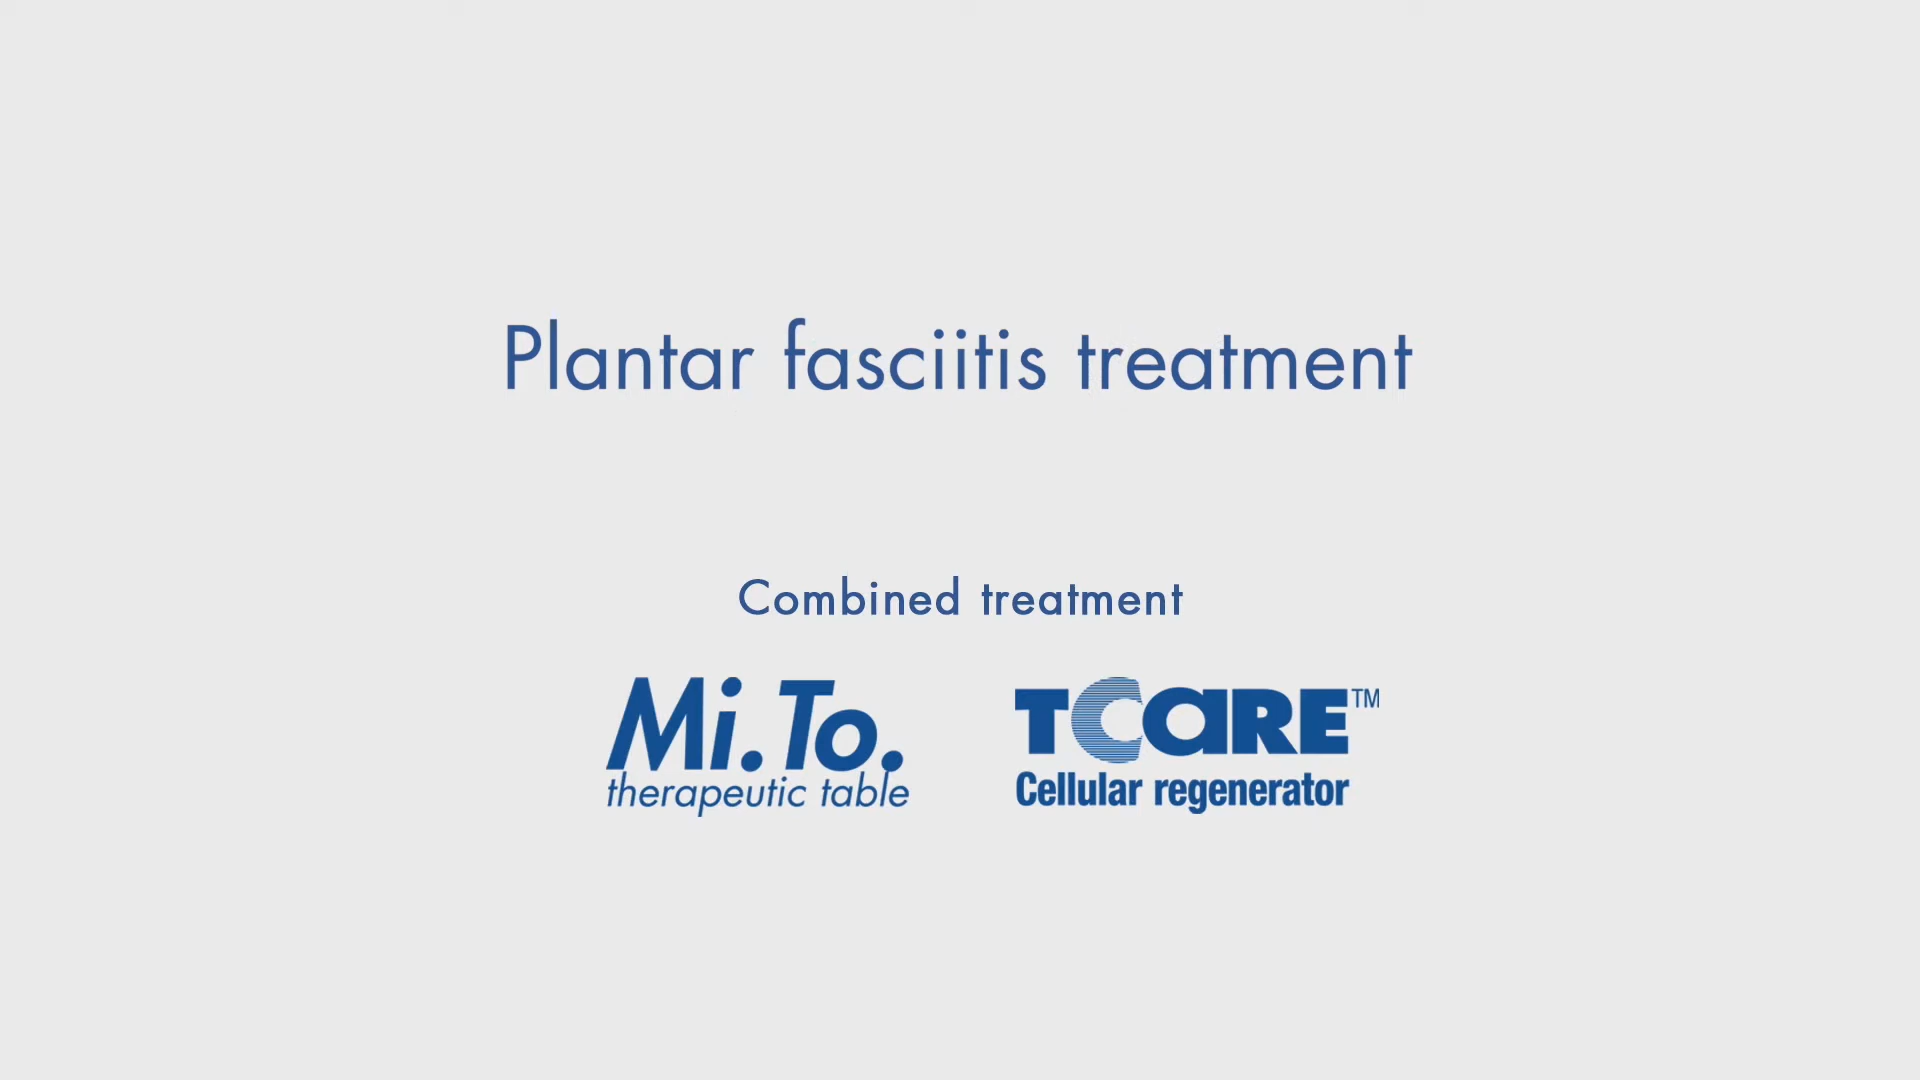 Plantar fasciitis treatment
Combined treatment
Mi.To.
therapeutic table
TCARE™
Cellular regenerator